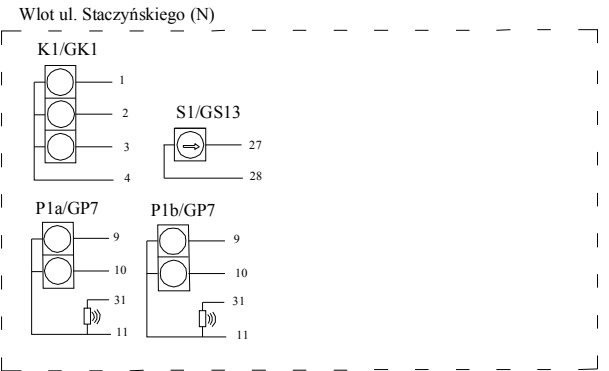 Wlot ul. Staczyńskiego (N)
K1/GK1
1
2
3
4
S1/GS13
27
28
P1a/GP7
9
10
31
11
P1b/GP7
9
10
31
11